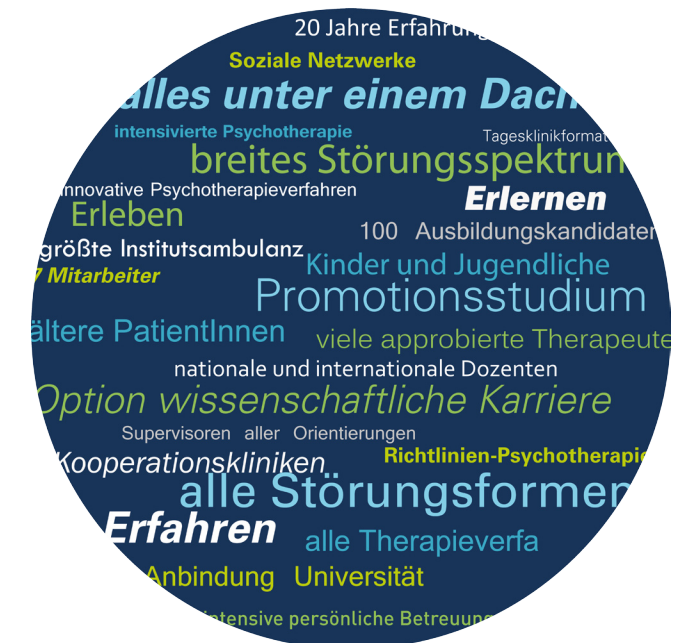 20 Jahre Erfahrung
Soziale Netzwerke
alles unter einem Dach
intensivierte Psychotherapie
Tagesklinikformat
breites Störungsspektrum
innovative Psychotherapieverfahren
Erlernen
Erleben
100 Ausbildungskandidaten
größte Institutsambulanz
Kinder und Jugendliche
7 Mitarbeiter
Promotionsstudium
ältere PatientInnen
viele approbierte Therapeute
nationale und internationale Dozenten
Option wissenschaftliche Karriere
Supervisoren aller Orientierungen
Richtlinien-Psychotherapie
Kooperationskliniken
alle Störungsformen
Erfahren
alle Therapieverfa
Anbindung Universität
intensive persönliche Betreuung